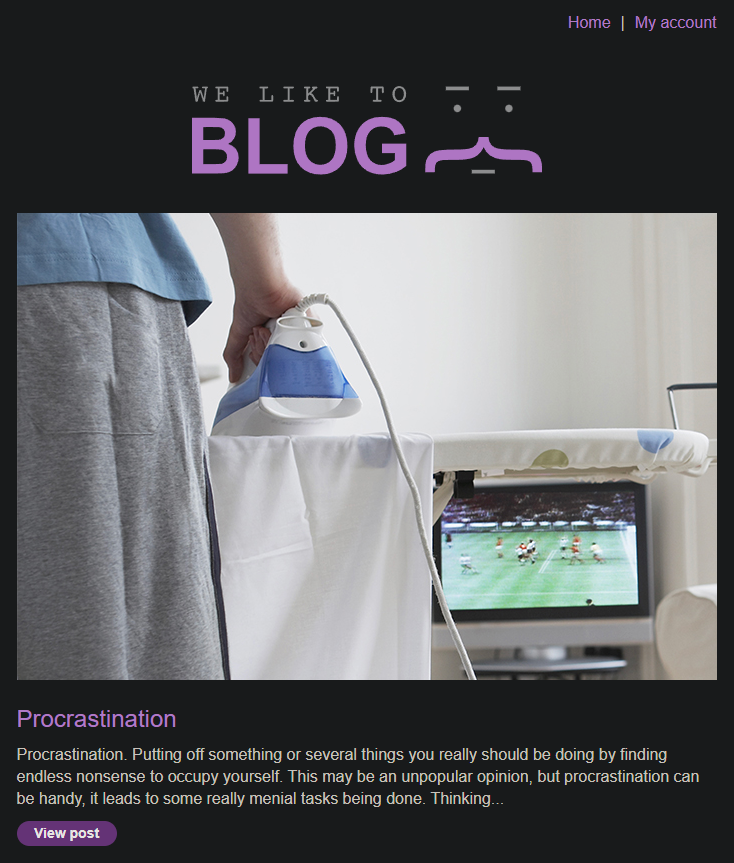 Home | My account
WE LIKE TO
BLOG
Procrastination
Procrastination. Putting off something or several things you really should be doing by finding
endless nonsense to occupy yourself. This may be an unpopular opinion, but procrastination can
be handy, it leads to some really menial tasks being done. Thinking...
View post